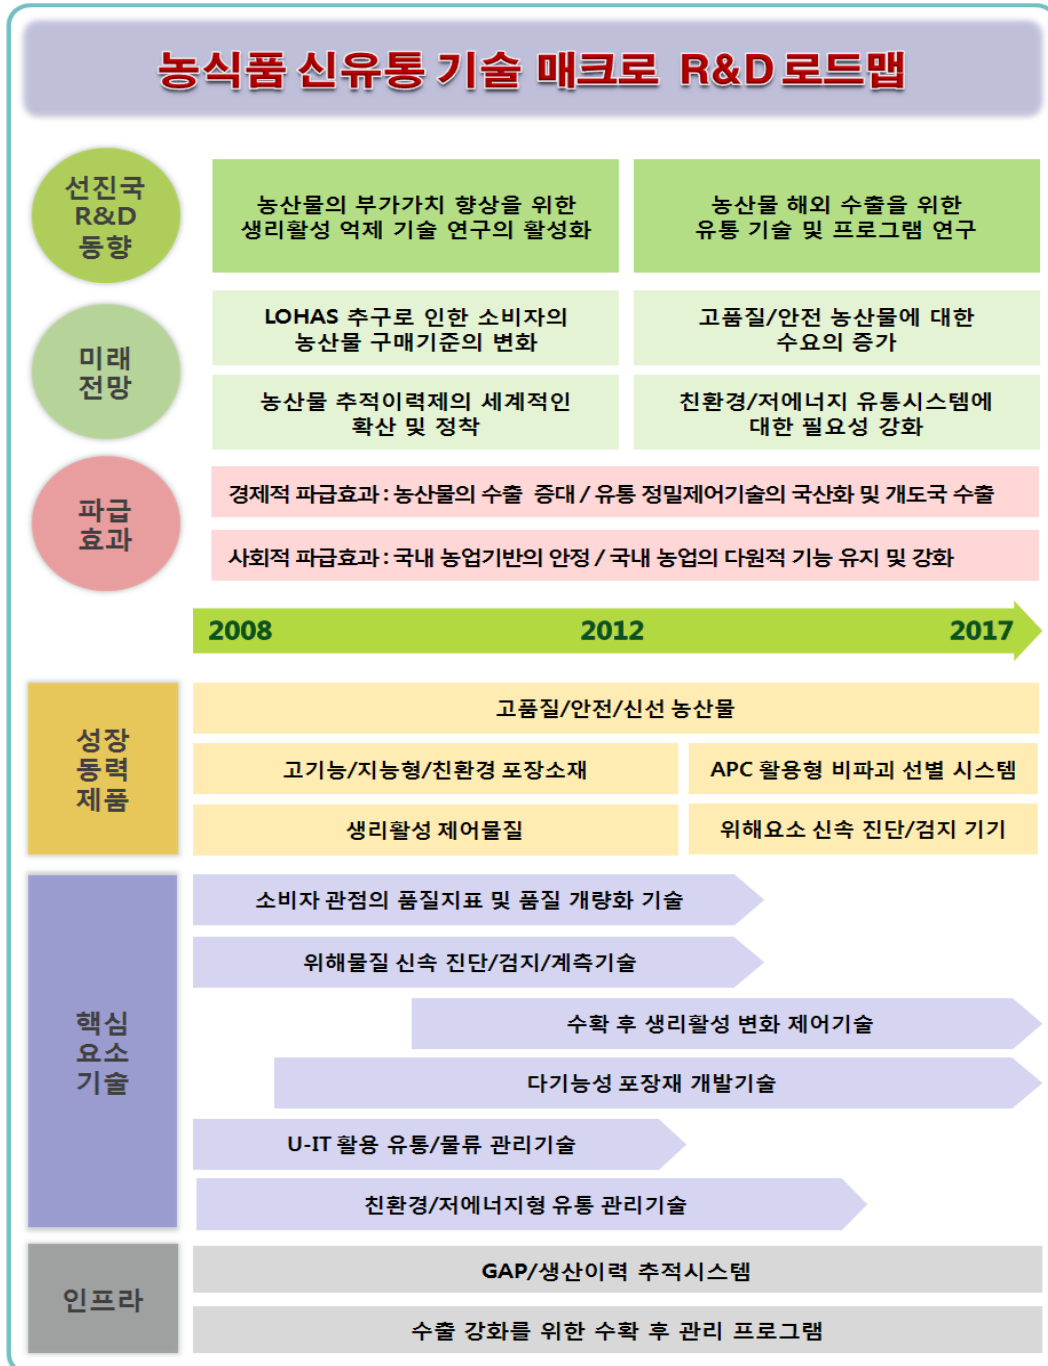 농식품 신유통 기술 매크로 R&D 로드맵
선진국
R&D
동향
농산물의 부가가치 향상을 위한
생리활성 억제 기술 연구의 활성화
농산물 해외 수출을 위한
유통 기술 및 프로그램 연구
미래
전망
LOHAS 추구로 인한 소비자의
농산물 구매기준의 변화
고품질/안전 농산물에 대한
수요의 증가
농산물 추적이력제의 세계적인
확산 및 정착
친환경/저에너지 유통시스템에
대한 필요성 강화
파급
효과
경제적 파급효과 : 농산물의 수출 증대 / 유통 정밀제어기술의 국산화 및 개도국 수출
사회적 파급효과 : 국내 농업기반의 안정 / 국내 농업의 다원적 기능 유지 및 강화
2008 2012 2017
성장
동력
제품
고품질/안전/신선 농산물
고기능/지능형/친환경 포장소재
APC 활용형 비파괴 선별 시스템
생리활성 제어물질
위해요소 신속 진단/검지 기기
핵심
요소
기술
소비자 관점의 품질지표 및 품질 개량화 기술
위해물질 신속 진단/검지/계측기술
수확 후 생리활성 변화 제어기술
다기능성 포장재 개발기술
U-IT 활용 유통/물류 관리기술
친환경/저에너지형 유통 관리기술
인프라
GAP/생산이력 추적시스템
수출 강화를 위한 수확 후 관리 프로그램